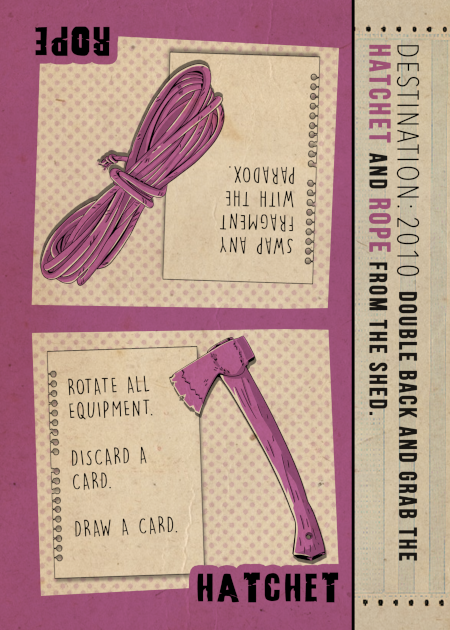 ROPE
SWAP ANY
FRAGMENT
WITH THE
PARADOX.
ROTATE ALL
EQUIPMENT.
DISCARD A
CARD.
DRAW A CARD.
HATCHET
DESTINATION: 2010 DOUBLE BACK AND GRAB THE
HATCHET AND ROPE FROM THE SHED.